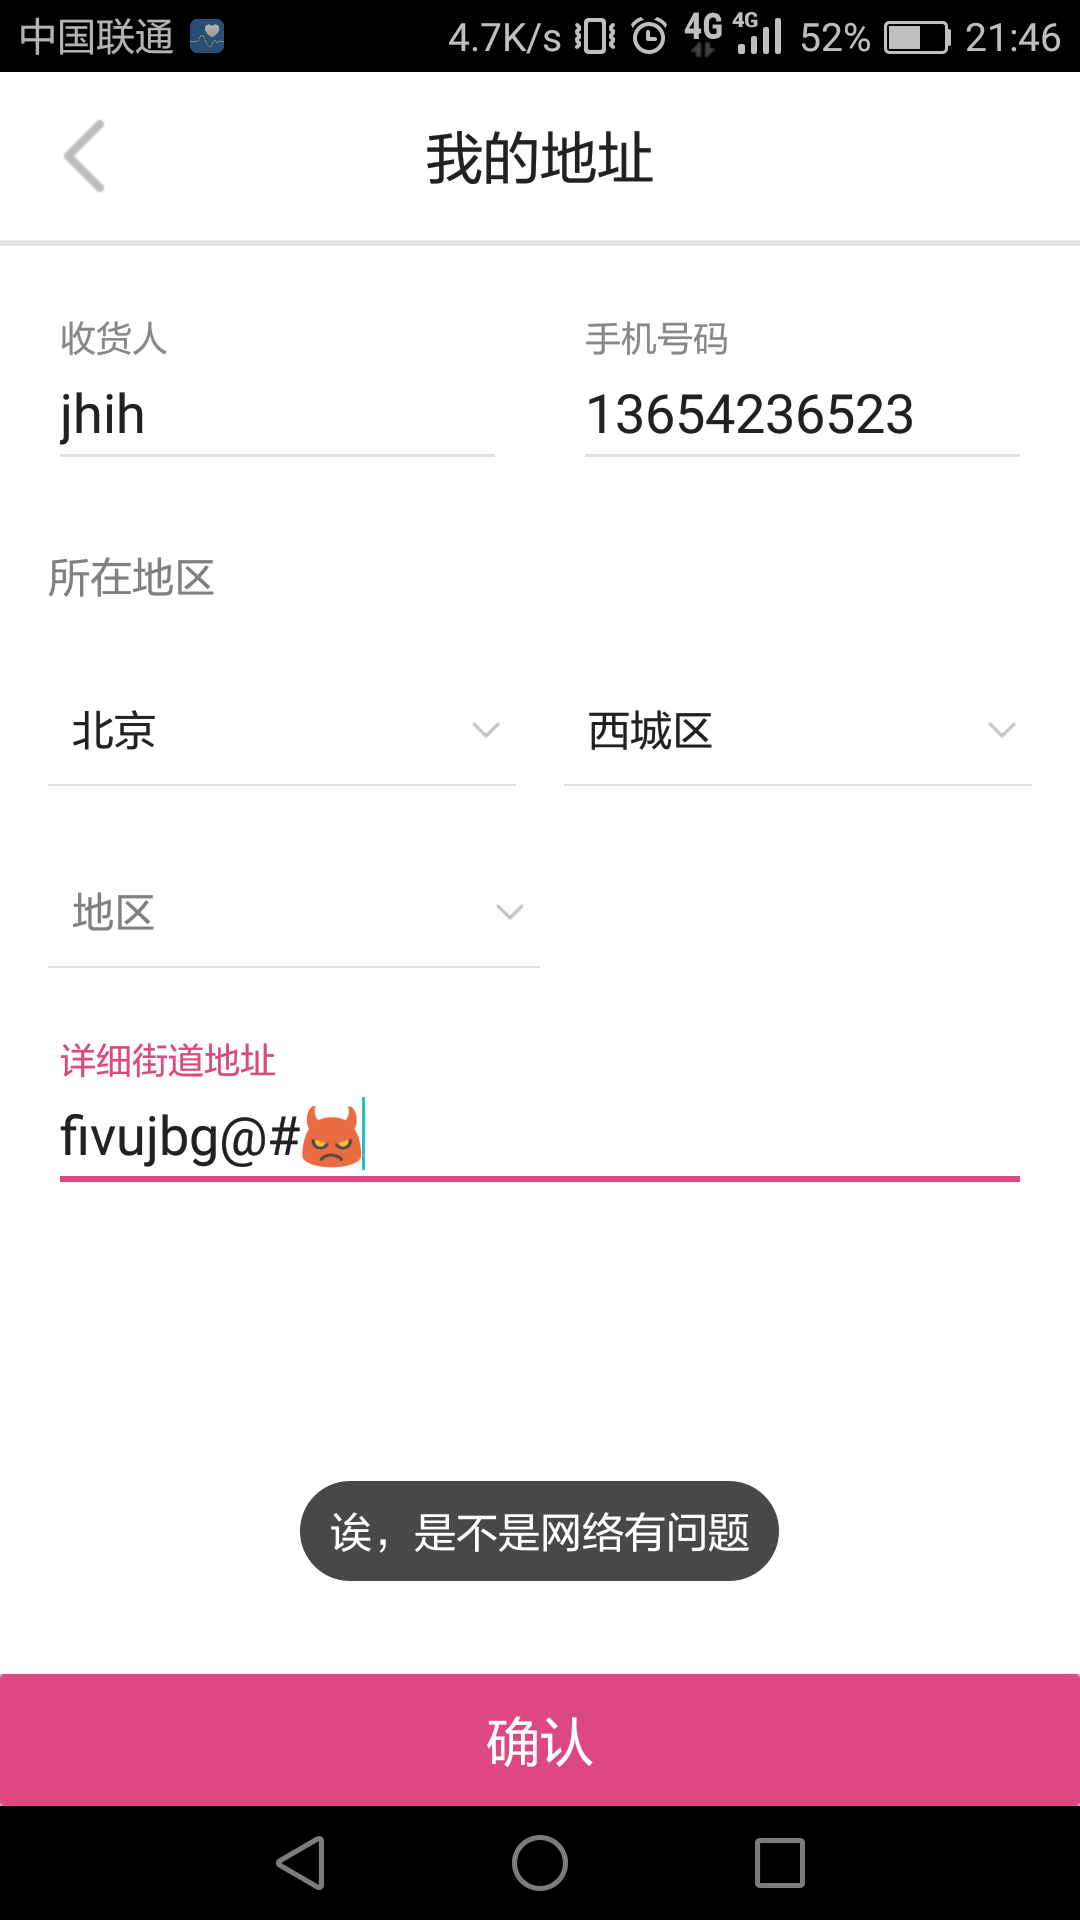 中国联通 4.7K/s 4G 4G 52% 21:46
我的地址
收货人 手机号码
jhih 13654236523
所在地区
北京 西城区
地区
详细街道地址
fivujbg@#👿
诶，是不是网络有问题
确认